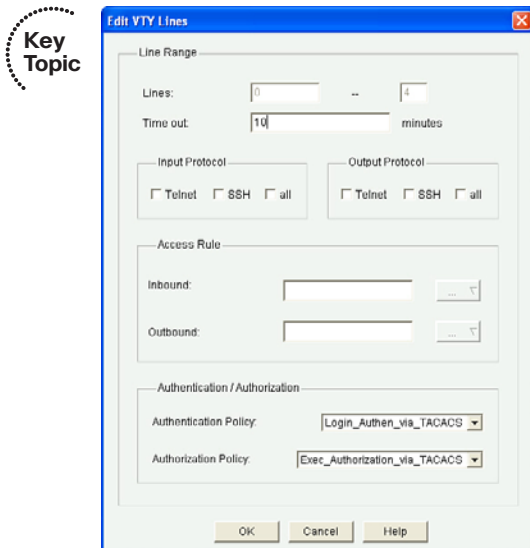 Key
Topic
Edit VTY Lines
Line Range
Lines: 0 -- 4
Time out: 10 minutes
Input Protocol
Telnet SSH all
Output Protocol
Telnet SSH all
Access Rule
Inbound: ...
Outbound: ...
Authentication / Authorization
Authentication Policy: Login_Authen_via_TACACS
Authorization Policy: Exec_Authorization_via_TACACS
OK Cancel Help